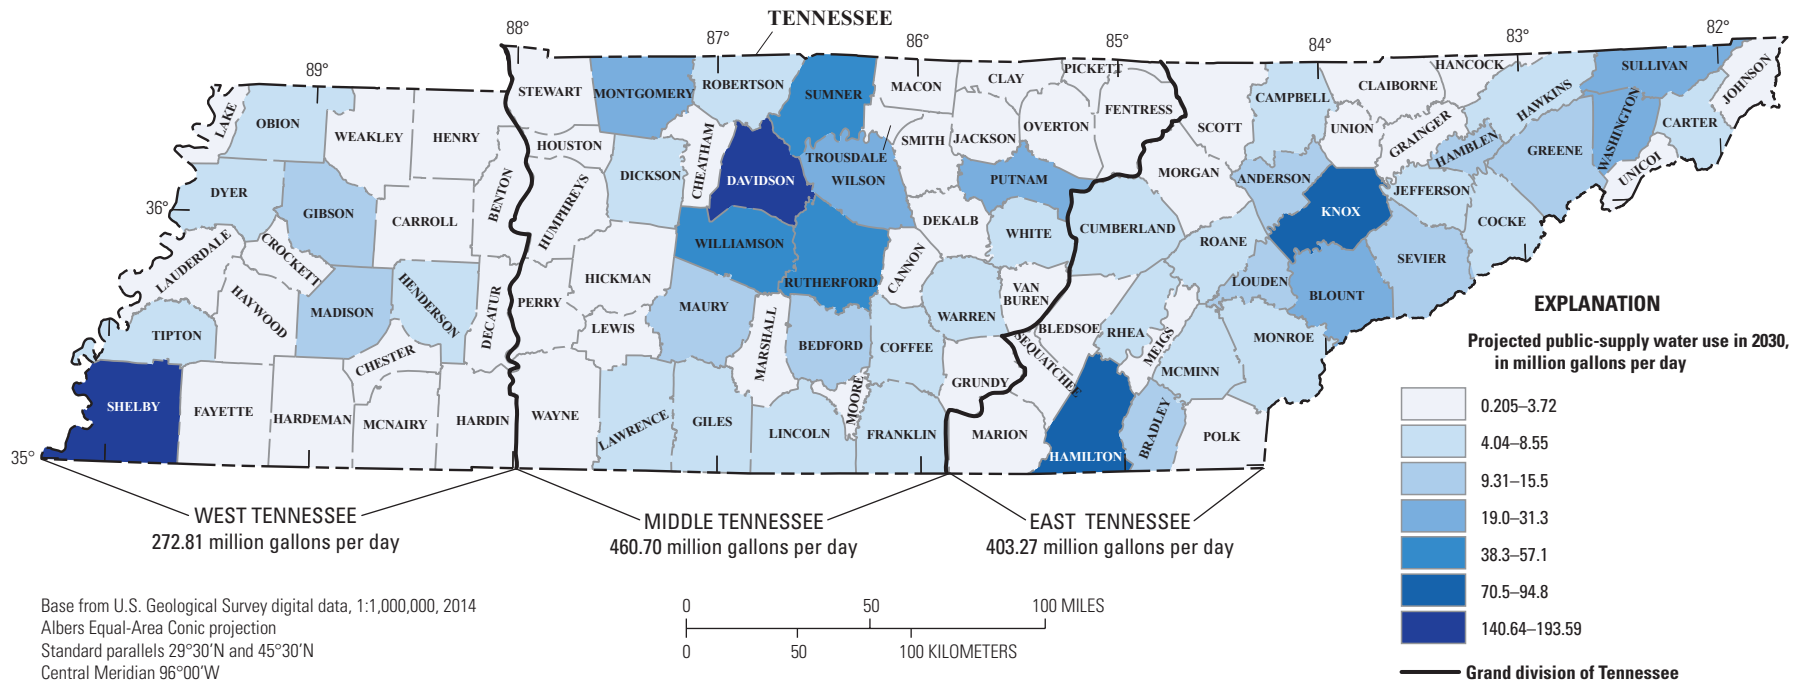 TENNESSEE
89°
88°
87°
86°
85°
84°
83°
82°
36°
35°
LAKE
OBION
WEAKLEY
HENRY
STEWART
MONTGOMERY
ROBERTSON
SUMNER
MACON
CLAY
PICKETT
FENTRESS
SCOTT
CAMPBELL
CLAIBORNE
HANCOCK
HAWKINS
SULLIVAN
JOHNSON
HOUSTON
CHEATHAM
TROUSDALE
SMITH
JACKSON
OVERTON
UNION
GRAINGER
HAMBLEN
GREENE
WASHINGTON
CARTER
UNICOI
DYER
GIBSON
CARROLL
BENTON
HUMPHREYS
DICKSON
DAVIDSON
WILSON
PUTNAM
MORGAN
ANDERSON
KNOX
JEFFERSON
COCKE
LAUDERDALE
CROCKETT
WILLIAMSON
DEKALB
WHITE
CUMBERLAND
ROANE
SEVIER
HAYWOOD
MADISON
HENDERSON
DECATUR
PERRY
HICKMAN
MAURY
RUTHERFORD
CANNON
VAN
BUREN
LOUDEN
BLOUNT
TIPTON
CHESTER
LEWIS
MARSHALL
BEDFORD
COFFEE
WARREN
BLEDSOE
SEQUATCHEE
RHEA
MEIGS
MCMINN
MONROE
SHELBY
FAYETTE
HARDEMAN
MCNAIRY
HARDIN
WAYNE
LAWRENCE
GILES
LINCOLN
MOORE
FRANKLIN
GRUNDY
MARION
HAMILTON
BRADLEY
POLK
WEST TENNESSEE
272.81 million gallons per day
MIDDLE TENNESSEE
460.70 million gallons per day
EAST TENNESSEE
403.27 million gallons per day
EXPLANATION
Projected public-supply water use in 2030,
in million gallons per day
0.205–3.72
4.04–8.55
9.31–15.5
19.0–31.3
38.3–57.1
70.5–94.8
140.64–193.59
Grand division of Tennessee
Base from U.S. Geological Survey digital data, 1:1,000,000, 2014
Albers Equal-Area Conic projection
Standard parallels 29°30'N and 45°30'N
Central Meridian 96°00'W
0 50 100 MILES
0 50 100 KILOMETERS